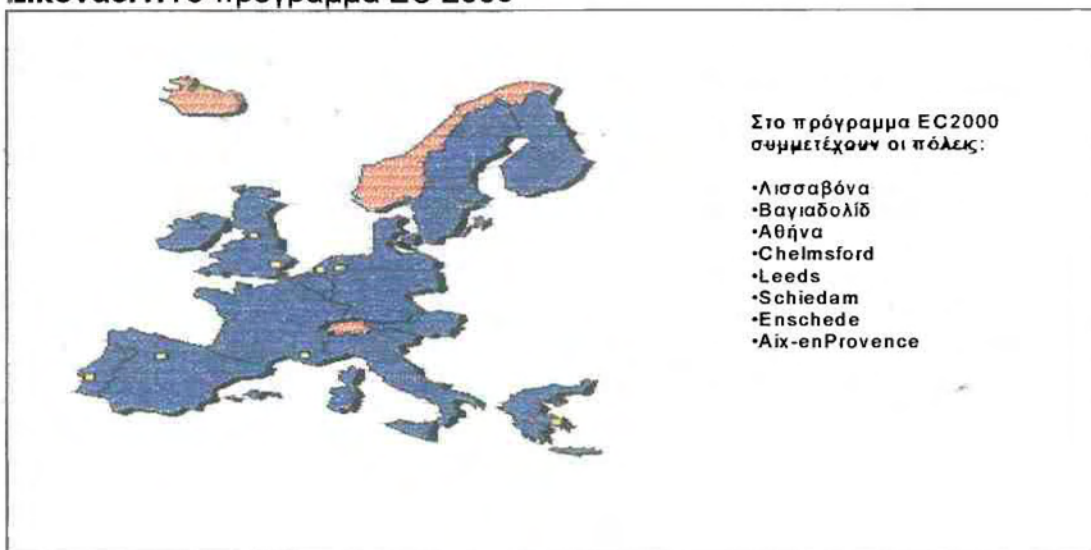 Στο πρόγραμμα EC2000
συμμετέχουν οι πόλεις:
•Λισσαβόνα
•Βαγιαδολίδ
•Αθήνα
•Chelmsford
•Leeds
•Schiedam
•Enschede
•Aix-enProvence